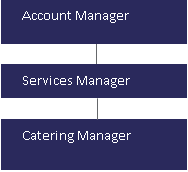 Account Manager
Services Manager
Catering Manager